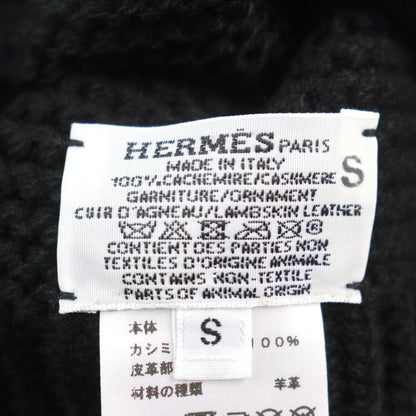 HERMÈS PARIS
MADE IN ITALY
100% CACHEMIRE/CASHMERE
S
GARNITURE/ORNAMENT
CUIR D'AGNEAU/LAMBSKIN LEATHER
CONTIENT DES PARTIES NON
TEXTILES D'ORIGINE ANIMALE
CONTAINS NON-TEXTILE
PARTS OF ANIMAL ORIGIN
S
本体
カシミ 100%
皮革部
材料の種類 羊革